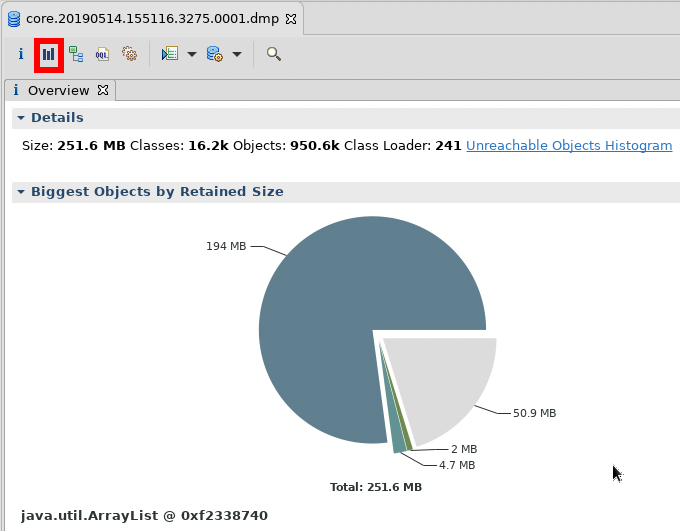 core.20190514.155116.3275.0001.dmp
i OQL
i Overview
Details
Size: 251.6 MB Classes: 16.2k Objects: 950.6k Class Loader: 241 Unreachable Objects Histogram
Biggest Objects by Retained Size
194 MB
50.9 MB
2 MB
4.7 MB
Total: 251.6 MB
java.util.ArrayList @ 0xf2338740